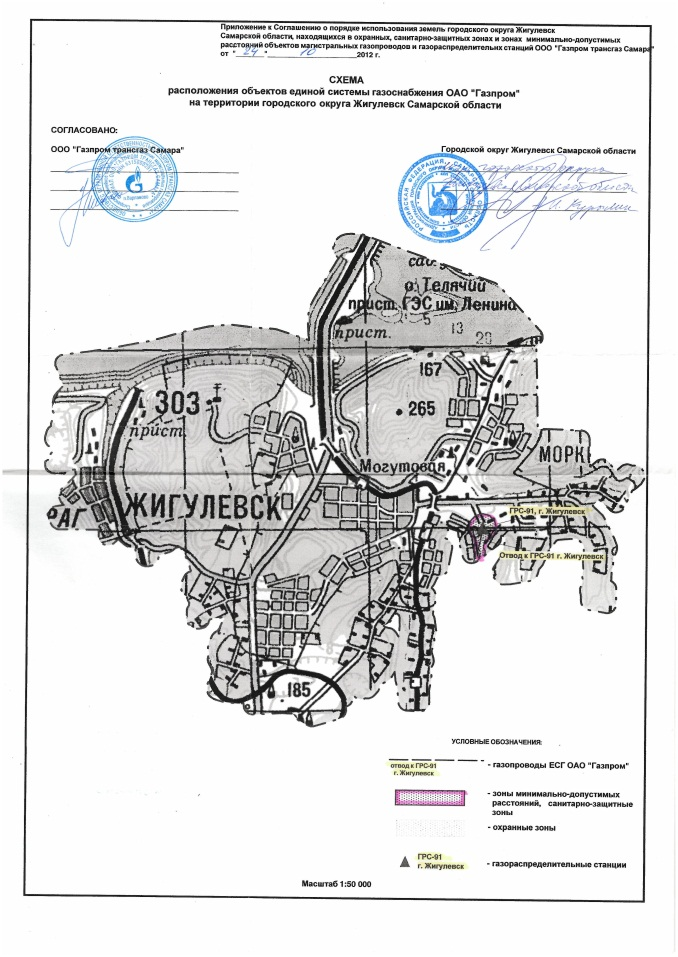 Приложение к Соглашению о порядке использования земель городского округа Жигулевск
Самарской области, находящихся в охранных, санитарно-защитных зонах и зонах минимально-допустимых
расстояний объектов магистральных газопроводов и газораспределительных станций ООО "Газпром трансгаз Самара"
от "24" 10 2012 г.
СХЕМА
расположения объектов единой системы газоснабжения ОАО "Газпром"
на территории городского округа Жигулевск Самарской области
СОГЛАСОВАНО:
ООО "Газпром трансгаз Самара"
Городской округ Жигулевск Самарской области
городского округа
о. Телячий
прист. ГЭС им. Ленина
5
13
20
прист.
167
303
265
прист.
Могутовая
МОРК
ЖИГУЛЕВСК
ГРС-91, г. Жигулевск
Отвод к ГРС-91 г. Жигулевск
185
УСЛОВНЫЕ ОБОЗНАЧЕНИЯ:
отвод к ГРС-91
г. Жигулевск
- газопроводы ЕСГ ОАО "Газпром"
- зоны минимально-допустимых
расстояний, санитарно-защитные
зоны
- охранные зоны
ГРС-91
г. Жигулевск
- газораспределительные станции
Масштаб 1:50 000